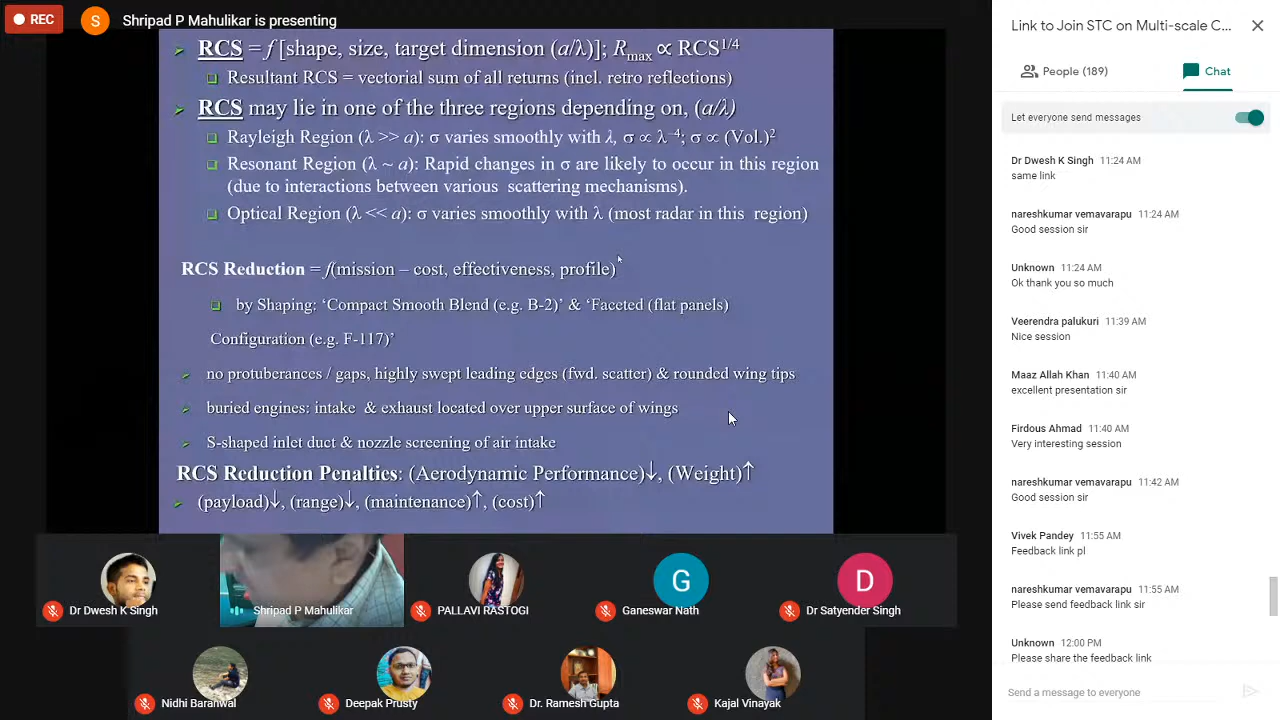 REC
S
Shripad P Mahulikar is presenting
RCS = f [shape, size, target dimension (a/λ)]; Rmax ∝ RCS1/4
Resultant RCS = vectorial sum of all returns (incl. retro reflections)
RCS may lie in one of the three regions depending on, (a/λ)
Rayleigh Region (λ >> a): σ varies smoothly with λ, σ ∝ λ–4; σ ∝ (Vol.)2
Resonant Region (λ ~ a): Rapid changes in σ are likely to occur in this region
(due to interactions between various scattering mechanisms).
Optical Region (λ << a): σ varies smoothly with λ (most radar in this region)
RCS Reduction = f(mission – cost, effectiveness, profile)
by Shaping: ‘Compact Smooth Blend (e.g. B-2)’ & ‘Faceted (flat panels)
Configuration (e.g. F-117)’
no protuberances / gaps, highly swept leading edges (fwd. scatter) & rounded wing tips
buried engines: intake & exhaust located over upper surface of wings
S-shaped inlet duct & nozzle screening of air intake
RCS Reduction Penalties: (Aerodynamic Performance)↓, (Weight)↑
(payload)↓, (range)↓, (maintenance)↑, (cost)↑
Dr Dwesh K Singh
Shripad P Mahulikar
PALLAVI RASTOGI
G
Ganeswar Nath
D
Dr Satyender Singh
Nidhi Baranwal
Deepak Prusty
Dr. Ramesh Gupta
Kajal Vinayak
Link to Join STC on Multi-scale C...
People (189)
Chat
Let everyone send messages
Dr Dwesh K Singh 11:24 AM
same link
nareshkumar vemavarapu 11:24 AM
Good session sir
Unknown 11:24 AM
Ok thank you so much
Veerendra palukuri 11:39 AM
Nice session
Maaz Allah Khan 11:40 AM
excellent presentation sir
Firdous Ahmad 11:40 AM
Very interesting session
nareshkumar vemavarapu 11:42 AM
Good session sir
Vivek Pandey 11:55 AM
Feedback link pl
nareshkumar vemavarapu 11:55 AM
Please send feedback link sir
Unknown 12:00 PM
Please share the feedback link
Send a message to everyone